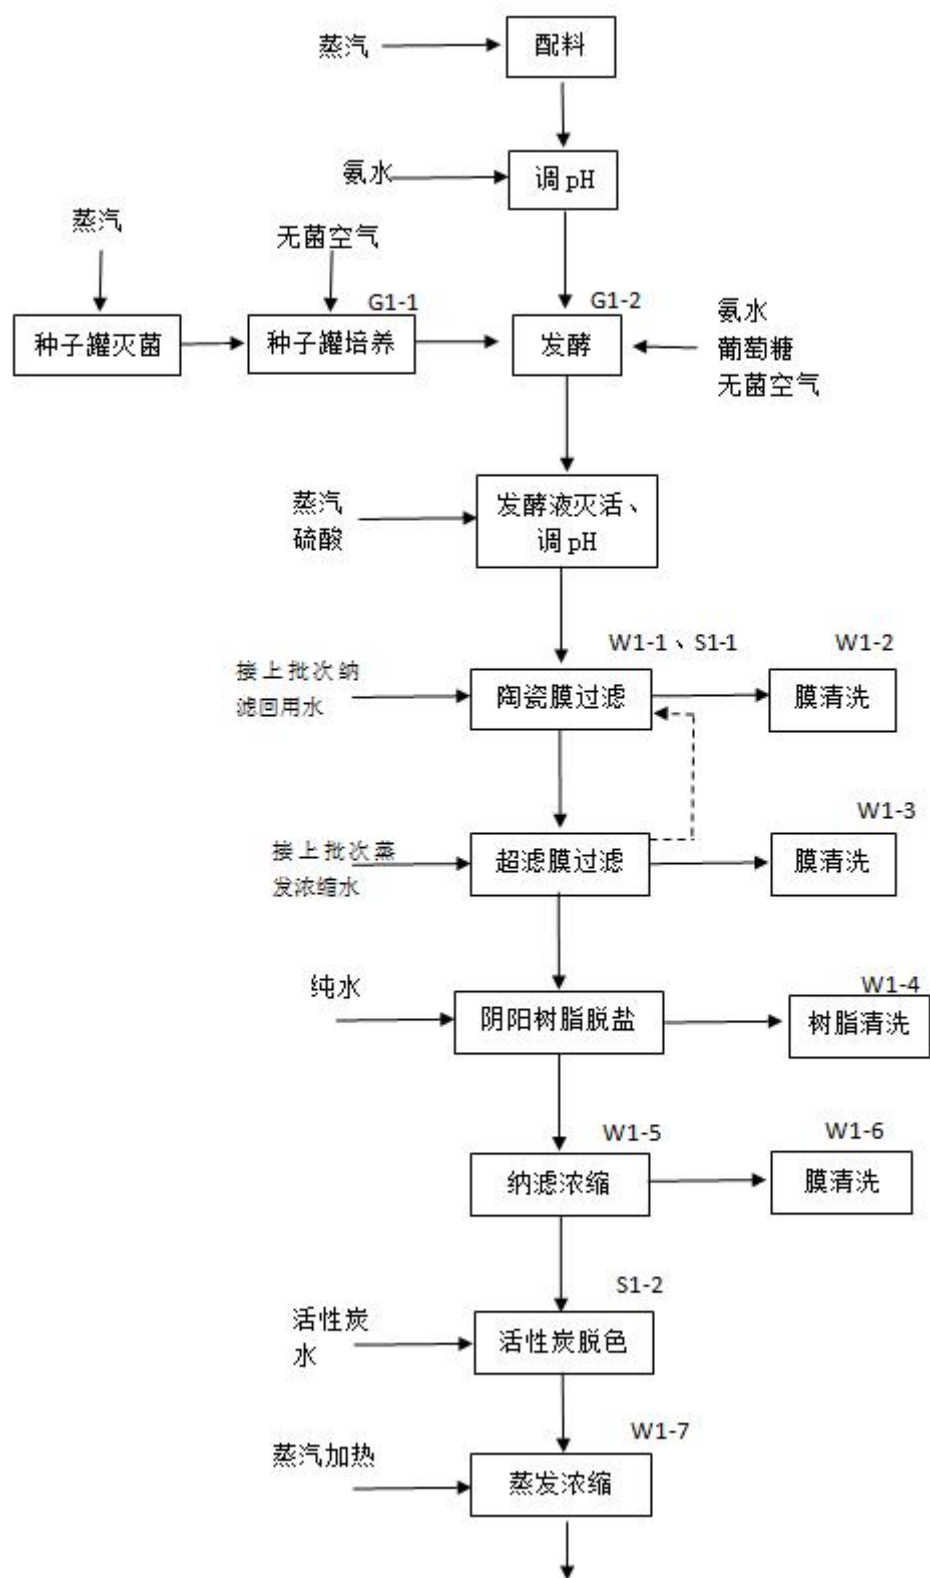 蒸汽
配料
氨水
调pH
蒸汽
无菌空气
G1-1
G1-2
种子罐灭菌
种子罐培养
发酵
氨水
葡萄糖
无菌空气
蒸汽
硫酸
发酵液灭活、
调pH
W1-1、S1-1
W1-2
接上批次纳
滤回用水
陶瓷膜过滤
膜清洗
W1-3
接上批次蒸
发浓缩水
超滤膜过滤
膜清洗
纯水
W1-4
阴阳树脂脱盐
树脂清洗
W1-5
W1-6
纳滤浓缩
膜清洗
S1-2
活性炭
水
活性炭脱色
W1-7
蒸汽加热
蒸发浓缩